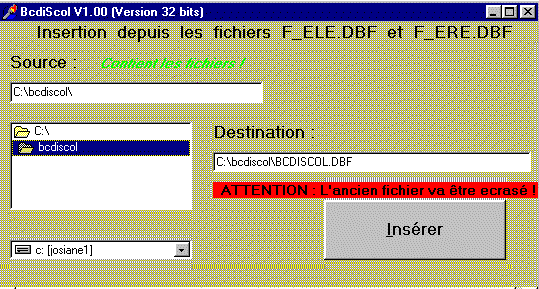 BcdiScol V1.00 (Version 32 bits)
Insertion depuis les fichiers F_ELE.DBF et F_ERE.DBF
Source : Contient les fichiers !
C:\bcdiscol\
C:\
bcdiscol
Destination :
C:\bcdiscol\BCDISCOL.DBF
ATTENTION : L'ancien fichier va être ecrasé !
Insérer
c: [josiane1]